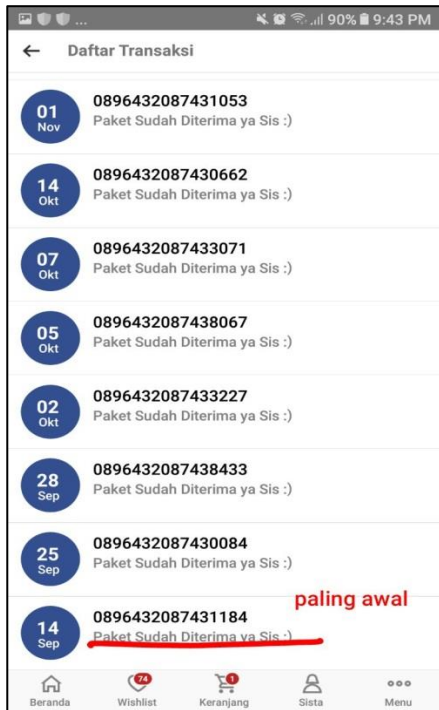 ... 90% 9:43 PM
Daftar Transaksi
01 Nov
0896432087431053
Paket Sudah Diterima ya Sis :)
14 Okt
0896432087430662
Paket Sudah Diterima ya Sis :)
07 Okt
0896432087433071
Paket Sudah Diterima ya Sis :)
05 Okt
0896432087438067
Paket Sudah Diterima ya Sis :)
02 Okt
0896432087433227
Paket Sudah Diterima ya Sis :)
28 Sep
0896432087438433
Paket Sudah Diterima ya Sis :)
25 Sep
0896432087430084
Paket Sudah Diterima ya Sis :)
paling awal
14 Sep
0896432087431184
Paket Sudah Diterima ya Sis :)
74 1
Beranda Wishlist Keranjang Sista Menu